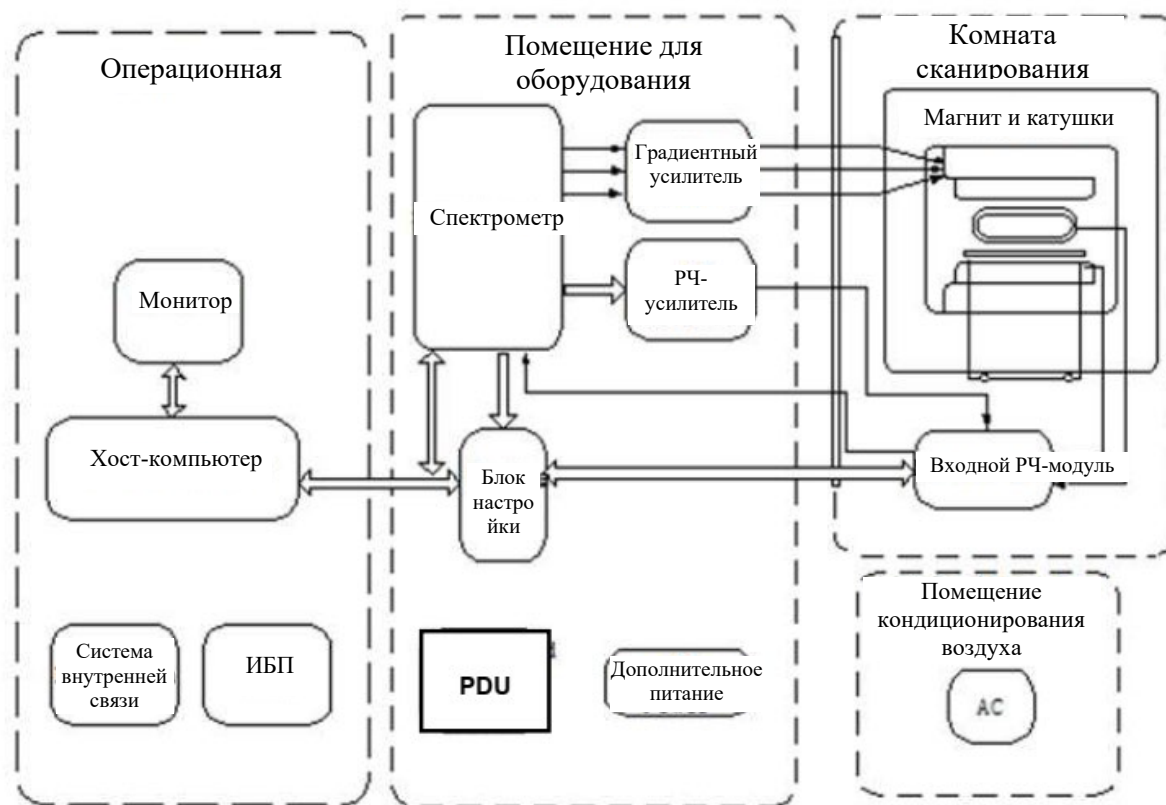 Операционная
Монитор
Хост-компьютер
Система
внутренней
связи
ИБП
Помещение для
оборудования
Спектрометр
Градиентный
усилитель
РЧ-
усилитель
Блок
настро
йки
PDU
Дополнительное
питание
Комната
сканирования
Магнит и катушки
Входной РЧ-модуль
Помещение
кондиционирования
воздуха
AC